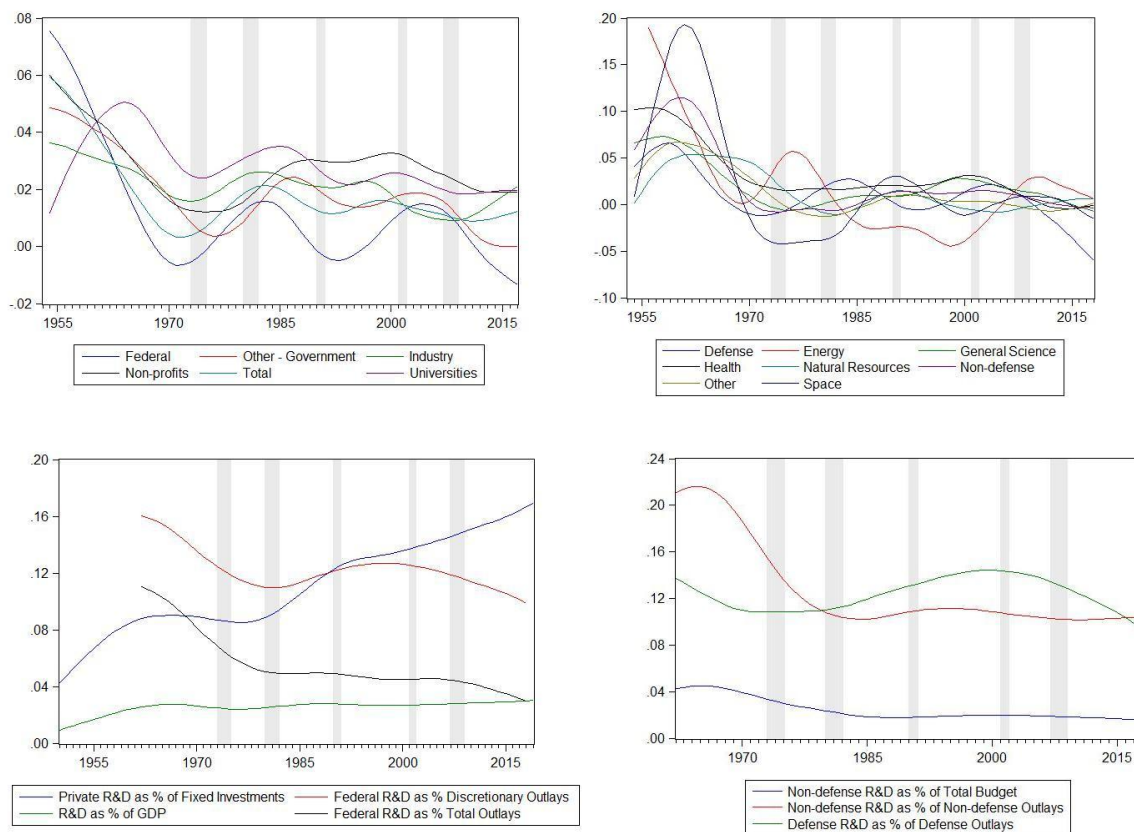 .08
.06
.04
.02
.00
-.02
1955 1970 1985 2000 2015
Federal Other - Government Industry
Non-profits Total Universities
.20
.15
.10
.05
.00
-.05
-.10
1955 1970 1985 2000 2015
Defense Energy General Science
Health Natural Resources Non-defense
Other Space
.20
.16
.12
.08
.04
.00
1955 1970 1985 2000 2015
Private R&D as % of Fixed Investments Federal R&D as % Discretionary Outlays
R&D as % of GDP Federal R&D as % Total Outlays
.24
.20
.16
.12
.08
.04
.00
1970 1985 2000 2015
Non-defense R&D as % of Total Budget
Non-defense R&D as % of Non-defense Outlays
Defense R&D as % of Defense Outlays